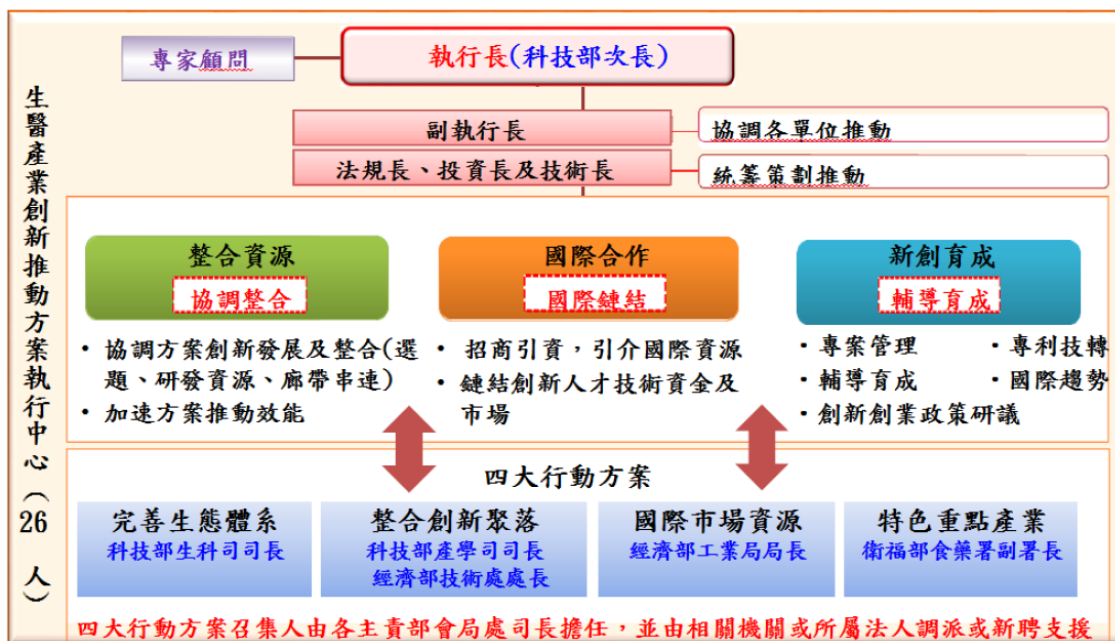 生醫產業創新推動方案執行中心(26人)
專家顧問
執行長(科技部次長)
副執行長
協調各單位推動
法規長、投資長及技術長
統籌策劃推動
整合資源
協調整合
• 協調方案創新發展及整合(選
題、研發資源、廊帶串連)
• 加速方案推動效能
國際合作
國際鏈結
• 招商引資，引介國際資源
• 鏈結創新人才技術資金及
市場
新創育成
輔導育成
• 專案管理
• 專利技轉
• 輔導育成
• 國際趨勢
• 創新創業政策研議
四大行動方案
完善生態體系
科技部生科司司長
整合創新聚落
科技部產學司司長
經濟部技術處處長
國際市場資源
經濟部工業局局長
特色重點產業
衛福部食藥署副署長
四大行動方案召集人由各主責部會局處司長擔任，並由相關機關或所屬法人調派或新聘支援